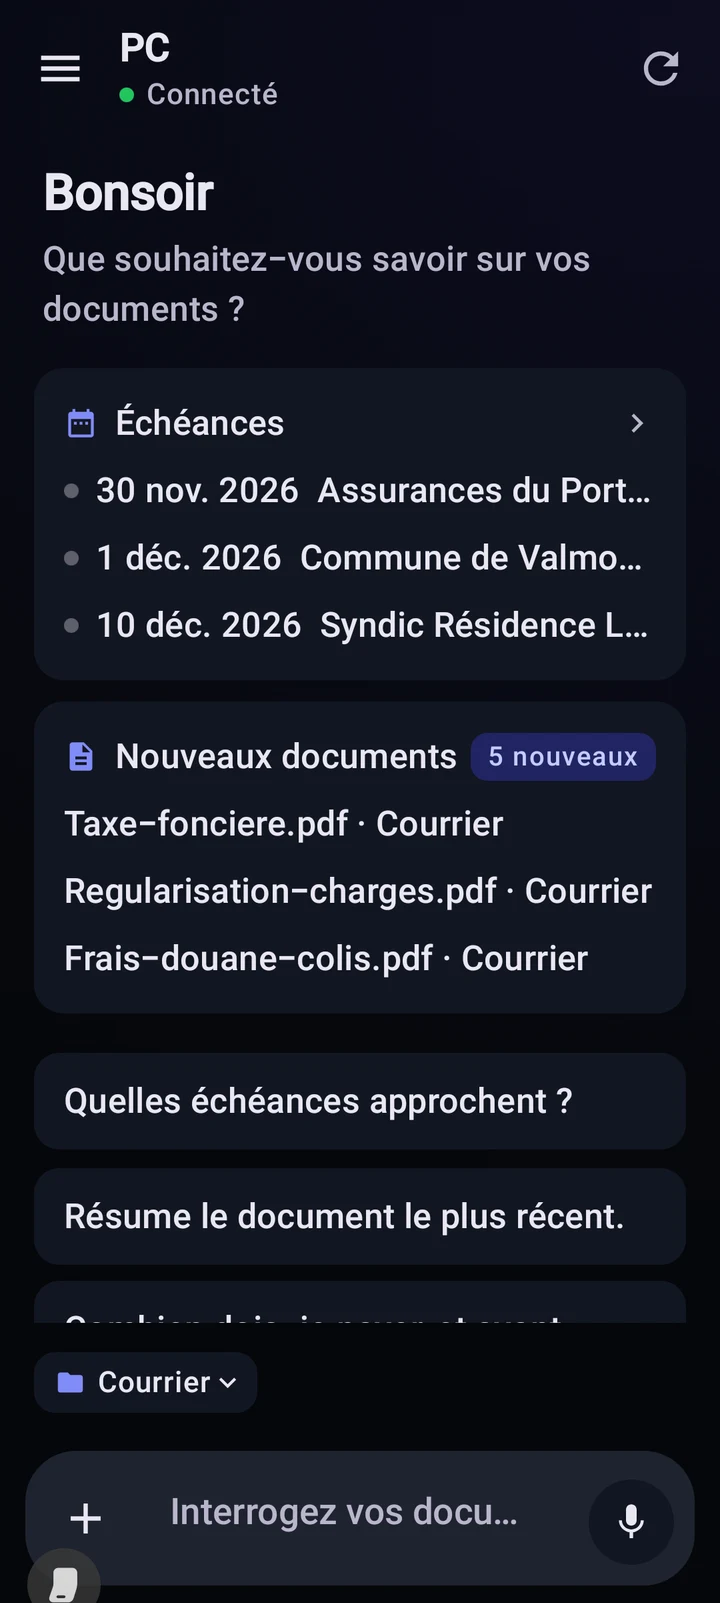 PC
Connecté
Bonsoir
Que souhaitez-vous savoir sur vos
documents ?
Échéances
30 nov. 2026 Assurances du Port...
1 déc. 2026 Commune de Valmo...
10 déc. 2026 Syndic Résidence L...
Nouveaux documents 5 nouveaux
Taxe-fonciere.pdf · Courrier
Regularisation-charges.pdf · Courrier
Frais-douane-colis.pdf · Courrier
Quelles échéances approchent ?
Résume le document le plus récent.
Courrier
Interrogez vos docu...